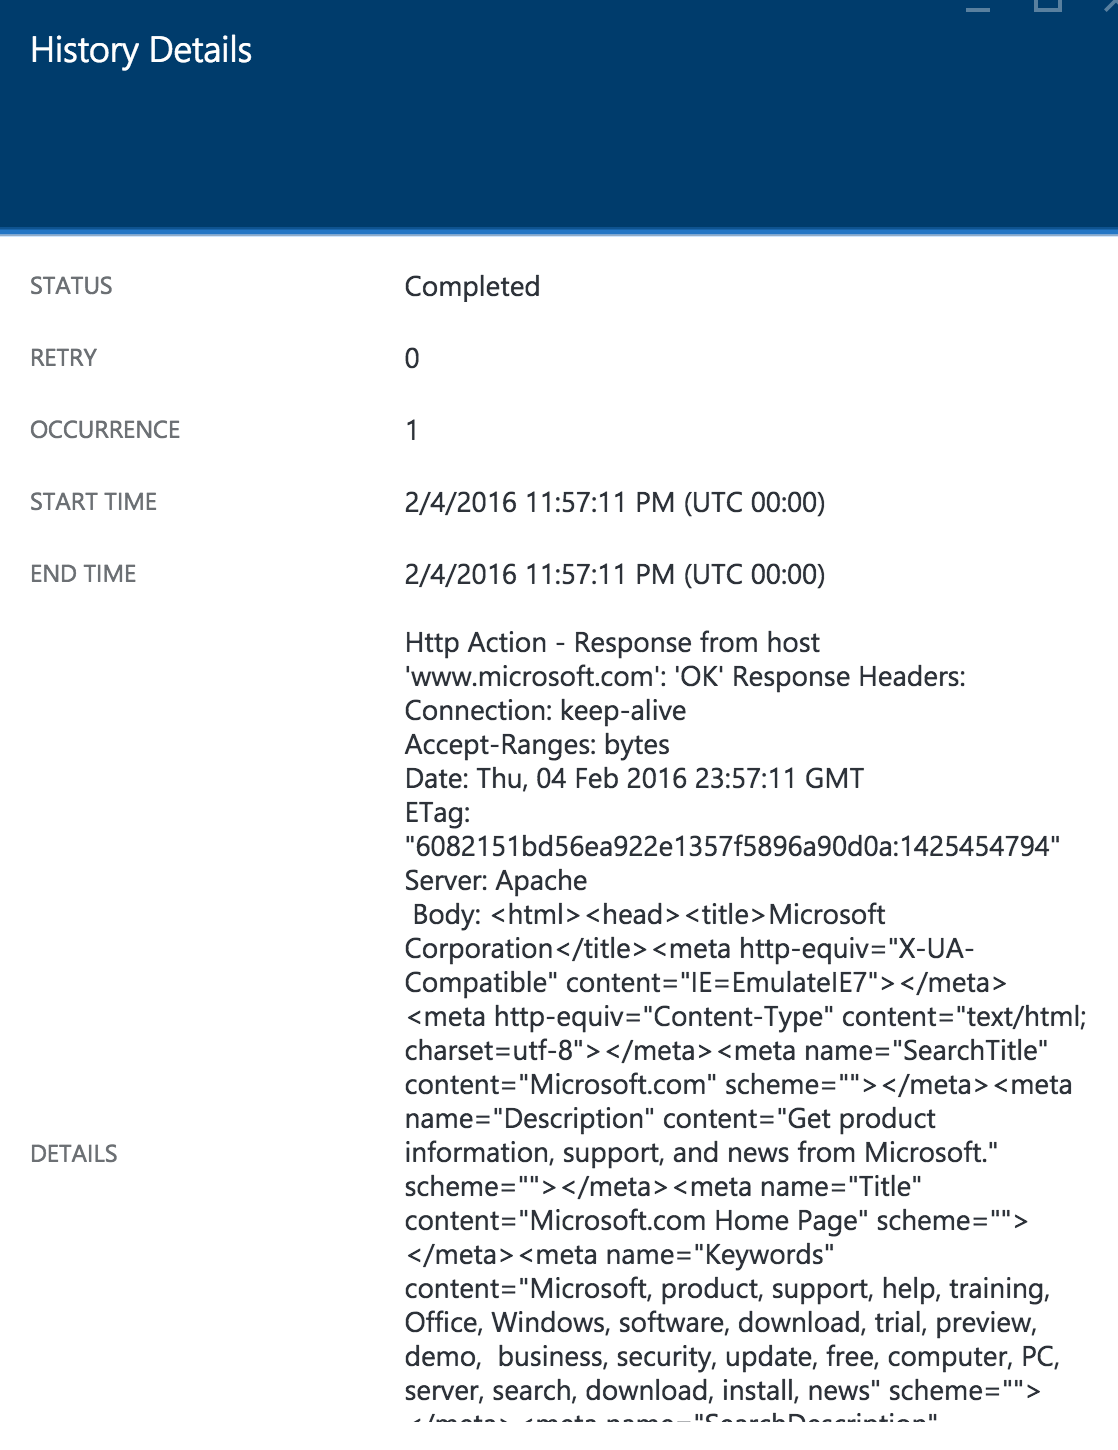 History Details
STATUS Completed
RETRY 0
OCCURRENCE 1
START TIME 2/4/2016 11:57:11 PM (UTC 00:00)
END TIME 2/4/2016 11:57:11 PM (UTC 00:00)
DETAILS
Http Action - Response from host
'www.microsoft.com': 'OK' Response Headers:
Connection: keep-alive
Accept-Ranges: bytes
Date: Thu, 04 Feb 2016 23:57:11 GMT
ETag:
"6082151bd56ea922e1357f5896a90d0a:1425454794"
Server: Apache
Body: <html><head><title>Microsoft
Corporation</title><meta http-equiv="X-UA-
Compatible" content="IE=EmulateIE7"></meta>
<meta http-equiv="Content-Type" content="text/html;
charset=utf-8"></meta><meta name="SearchTitle"
content="Microsoft.com" scheme=""></meta><meta
name="Description" content="Get product
information, support, and news from Microsoft."
scheme=""></meta><meta name="Title"
content="Microsoft.com Home Page" scheme="">
</meta><meta name="Keywords"
content="Microsoft, product, support, help, training,
Office, Windows, software, download, trial, preview,
demo,  business, security, update, free, computer, PC,
server, search, download, install, news" scheme="">
</meta><meta name="SearchDescription"